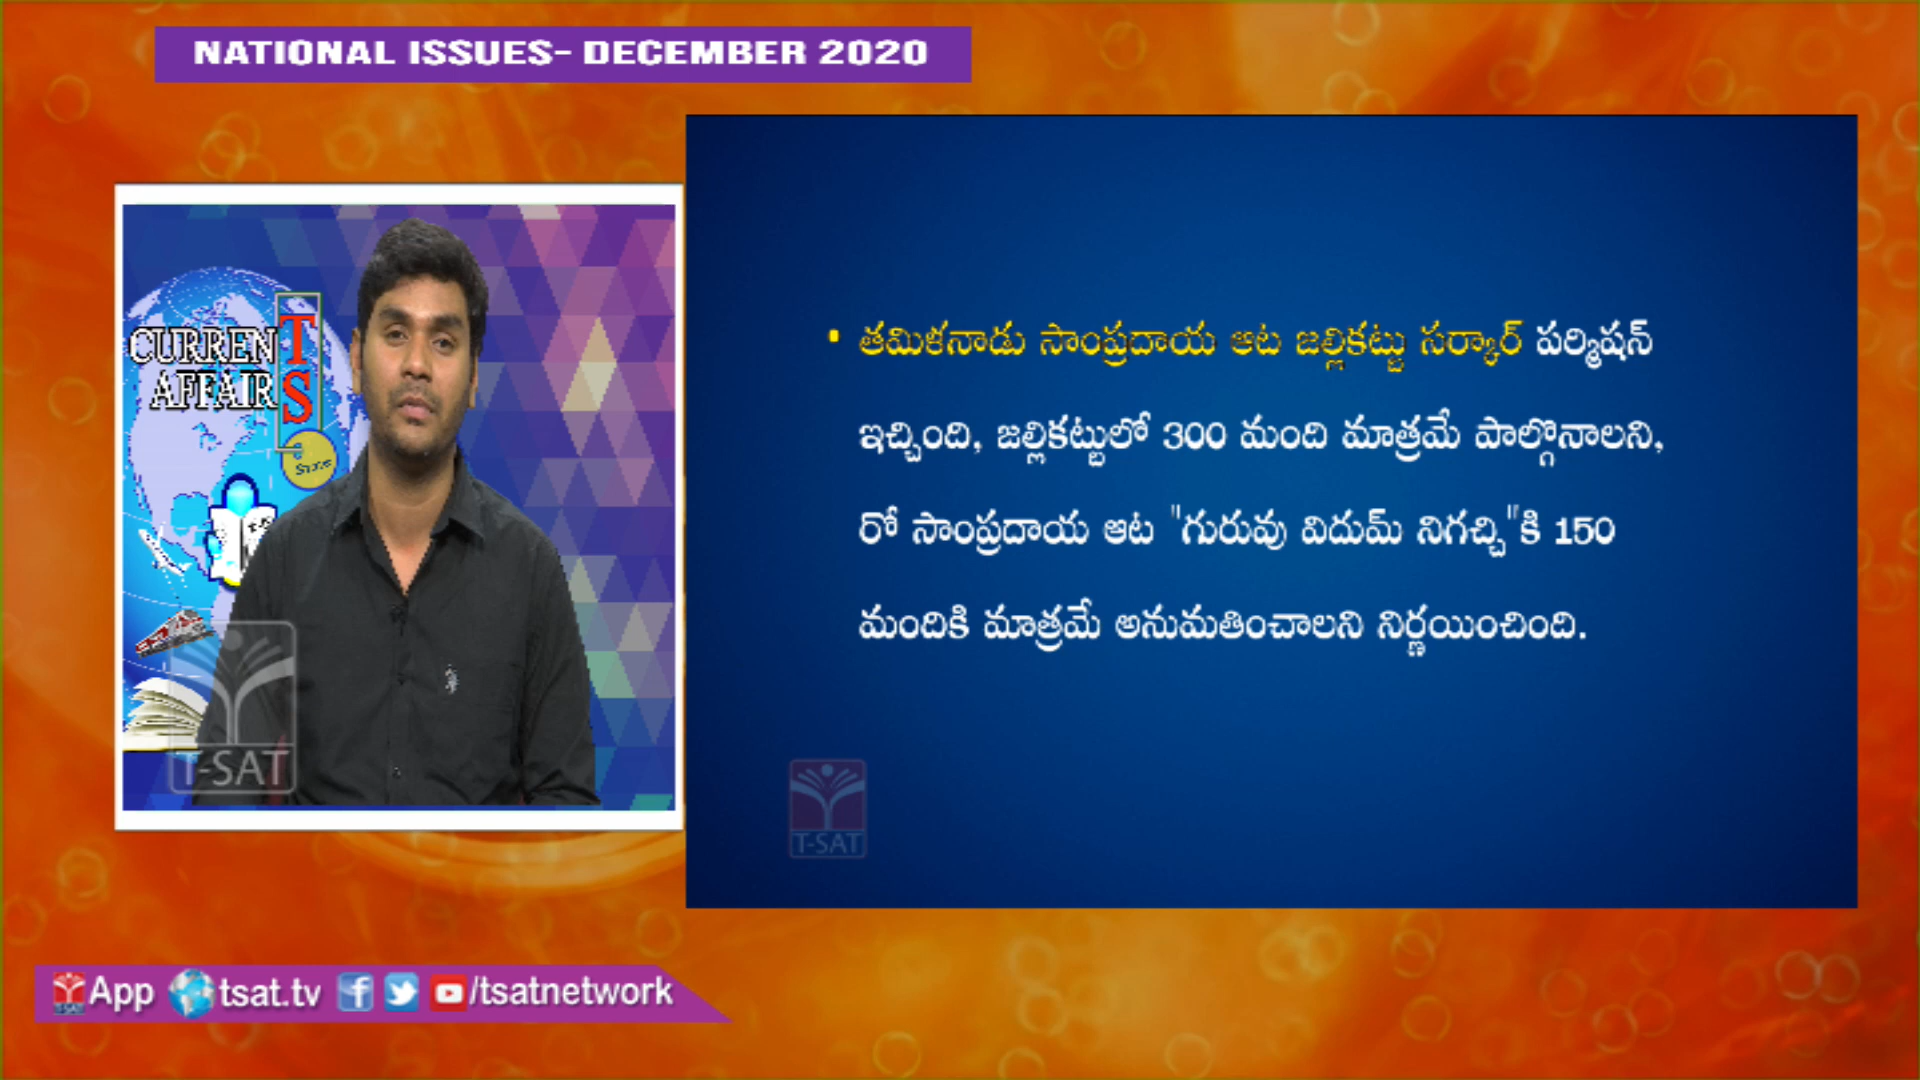 NATIONAL ISSUES- DECEMBER 2020
CURRENT
AFFAIRS
T-SAT
• తమిళనాడు సాంప్రదాయ ఆట జల్లికట్టు సర్కార్ పర్మిషన్
ఇచ్చింది, జల్లికట్టులో 300 మంది మాత్రమే పాల్గొనాలని,
రో సాంప్రదాయ ఆట "గురువు విదుమ్ నిగచ్చి"కి 150
మందికి మాత్రమే అనుమతించాలని నిర్ణయించింది.
T-SAT
App tsat.tv /tsatnetwork